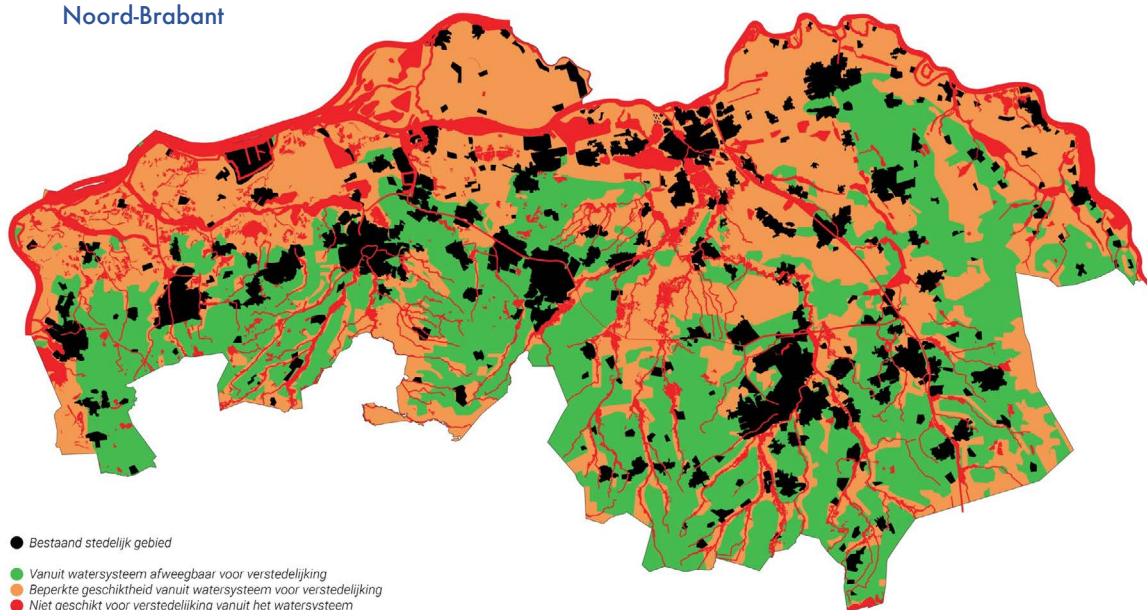 Noord-Brabant
Bestaand stedelijk gebied
Vanuit watersysteem afweegbaar voor verstedelijking
Beperkte geschiktheid vanuit watersysteem voor verstedelijking
Niet geschikt voor verstedelijking vanuit het watersysteem